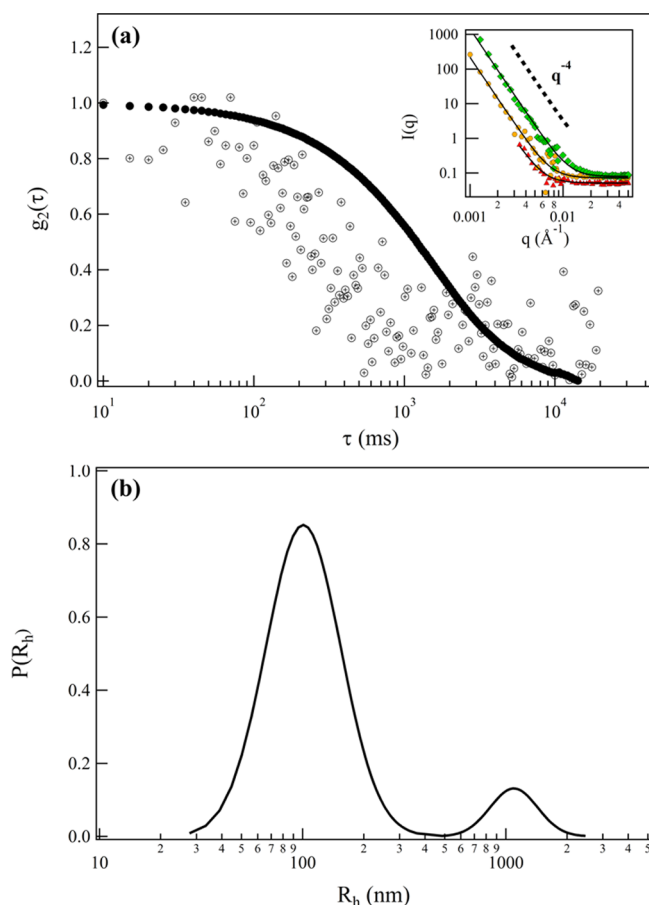 (a)
g₂(τ)
1.2
1.0
0.8
0.6
0.4
0.2
0.0
10¹ 10² 10³ 10⁴
τ (ms)
I(q)
1000
100
10
1
0.1
q⁻⁴
0.001 2 4 6 8 0.01 2 4
q (Å⁻¹)
(b)
P(Rₕ)
1.0
0.8
0.6
0.4
0.2
0.0
10 2 3 4 5 6 7 8 9 100 2 3 4 5 6 7 8 9 1000 2 3 4 5
Rₕ (nm)